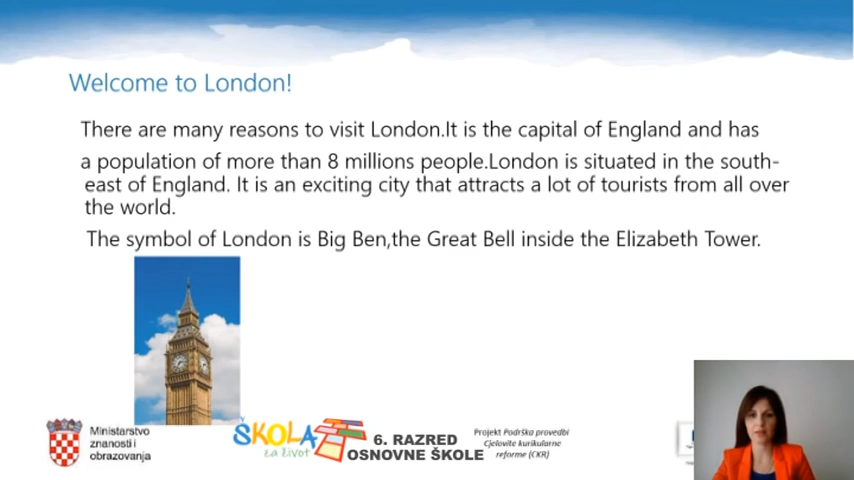 Welcome to London!
There are many reasons to visit London.It is the capital of England and has
a population of more than 8 millions people.London is situated in the south-
east of England. It is an exciting city that attracts a lot of tourists from all over
the world.
The symbol of London is Big Ben,the Great Bell inside the Elizabeth Tower.
Ministarstvo
znanosti i
obrazovanja
ŠKOLA
za život
6. RAZRED
OSNOVNE ŠKOLE
Projekt Podrška provedbi
Cjelovite kurikularne
reforme (CKR)